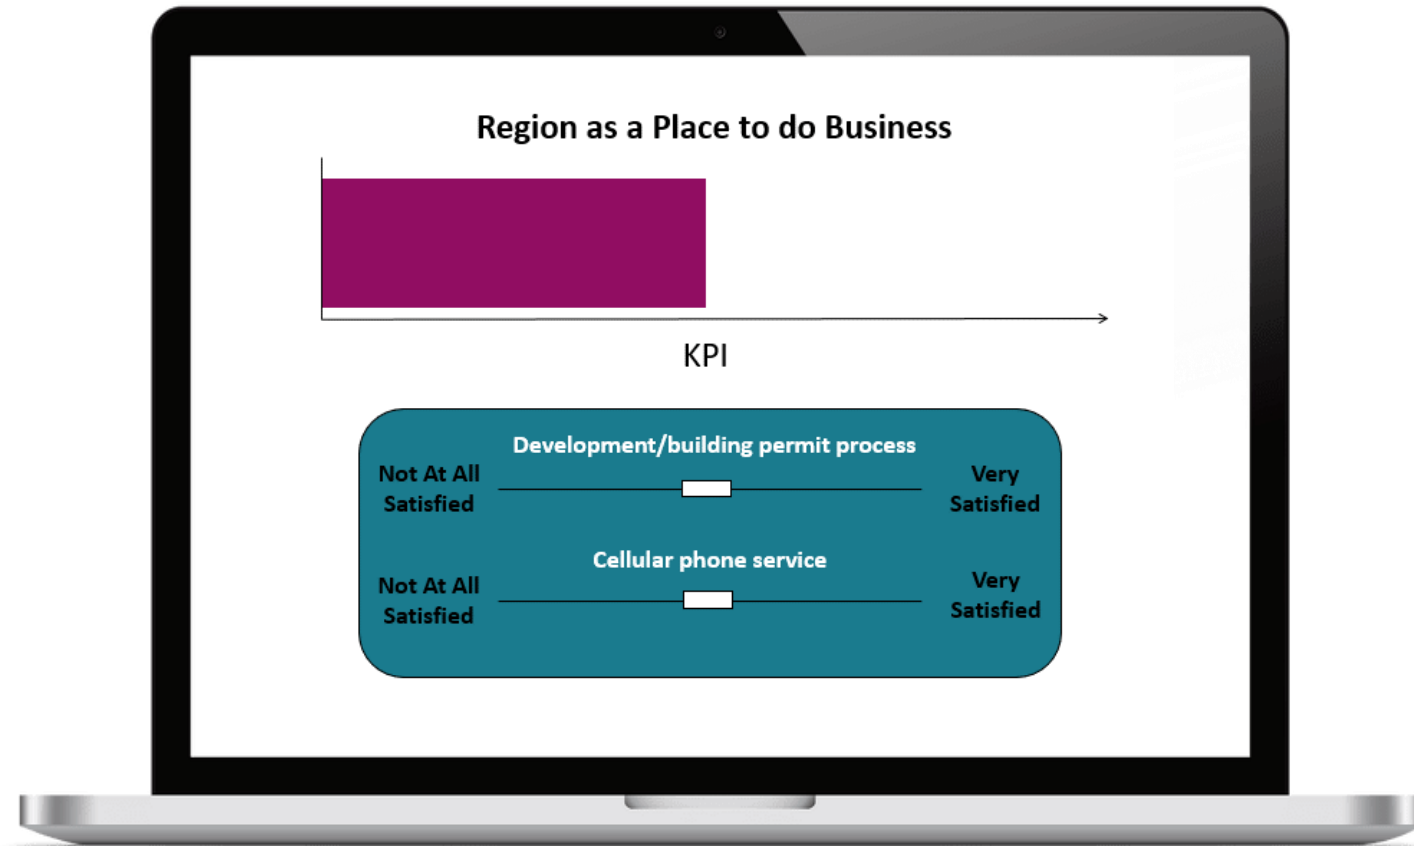 Region as a Place to do Business
KPI
Development/building permit process
Not At All
Satisfied
Very
Satisfied
Cellular phone service
Not At All
Satisfied
Very
Satisfied